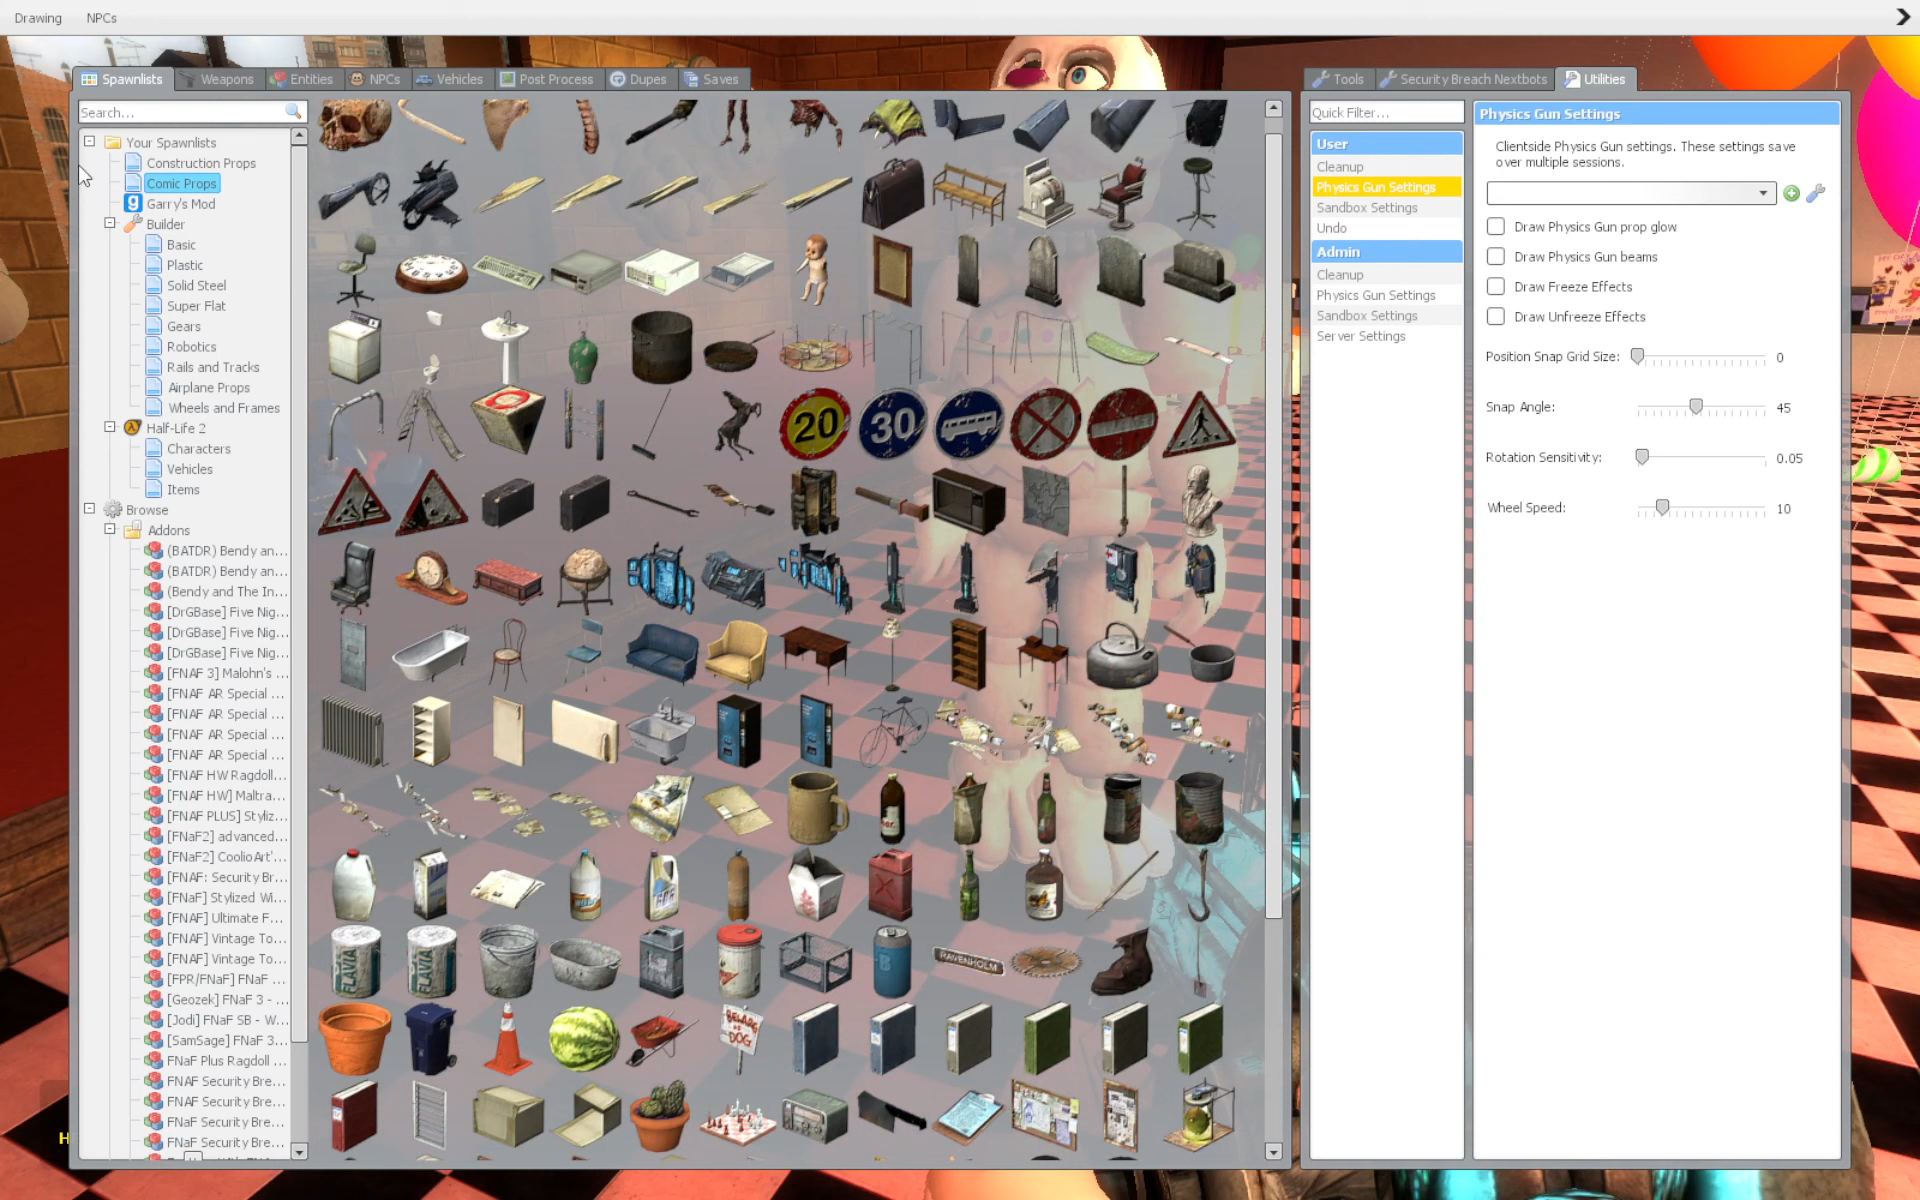 Drawing NPCs
Spawnlists Weapons Entities NPCs Vehicles Post Process Dupes Saves
Search...
Your Spawnlists
Construction Props
Comic Props
Garry's Mod
Builder
Basic
Plastic
Solid Steel
Super Flat
Gears
Robotics
Rails and Tracks
Airplane Props
Wheels and Frames
Half-Life 2
Characters
Vehicles
Items
Browse
Addons
(BATDR) Bendy an...
(BATDR) Bendy an...
(Bendy and The In...
[DrGBase] Five Nig...
[DrGBase] Five Nig...
[DrGBase] Five Nig...
[FNAF 3] Malohn's ...
[FNAF AR Special ...
[FNAF AR Special ...
[FNAF AR Special ...
[FNAF AR Special ...
[FNAF HW Ragdoll...
[FNAF HW] Maltra...
[FNAF PLUS] Styliz...
[FNaF2] advanced...
[FNaF2] CoolioArt'...
[FNAF: Security Br...
[FNaF] Stylized Wi...
[FNAF] Ultimate F...
[FNAF] Vintage To...
[FNAF] Vintage To...
[FPR/FNaF] FNaF ...
[Geozek] FNaF 3 - ...
[Jodi] FNaF SB - W...
[SamSage] FNaF 3...
FNaF Plus Ragdoll ...
FNAF Security Bre...
FNAF Security Bre...
FNaF Security Bre...
FNAF Security Bre...
H
20
30
FLAVIA
FLAVIA
RAVENHOLM
BEWARE
OF
DOG
Tools Security Breach Nextbots Utilities
Quick Filter...
User
Cleanup
Physics Gun Settings
Sandbox Settings
Undo
Admin
Cleanup
Physics Gun Settings
Sandbox Settings
Server Settings
Physics Gun Settings
Clientside Physics Gun settings. These settings save
over multiple sessions.
Draw Physics Gun prop glow
Draw Physics Gun beams
Draw Freeze Effects
Draw Unfreeze Effects
Position Snap Grid Size: 0
Snap Angle: 45
Rotation Sensitivity: 0.05
Wheel Speed: 10